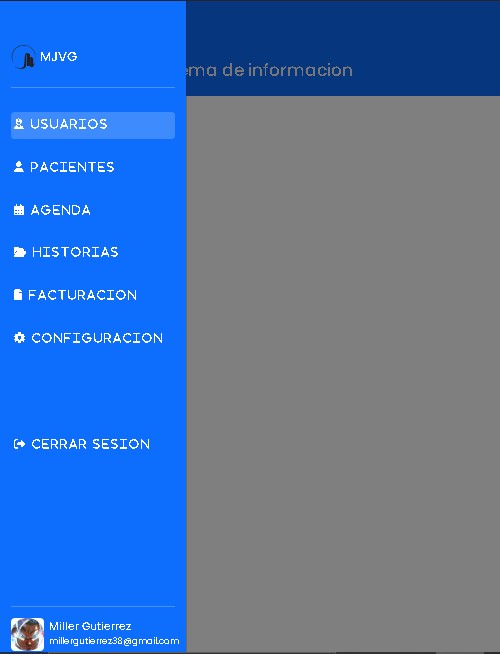 MJVG
ema de informacion
USUARIOS
PACIENTES
AGENDA
HISTORIAS
FACTURACION
CONFIGURACION
CERRAR SESION
Miller Gutierrez
millergutierrez38@gmail.com